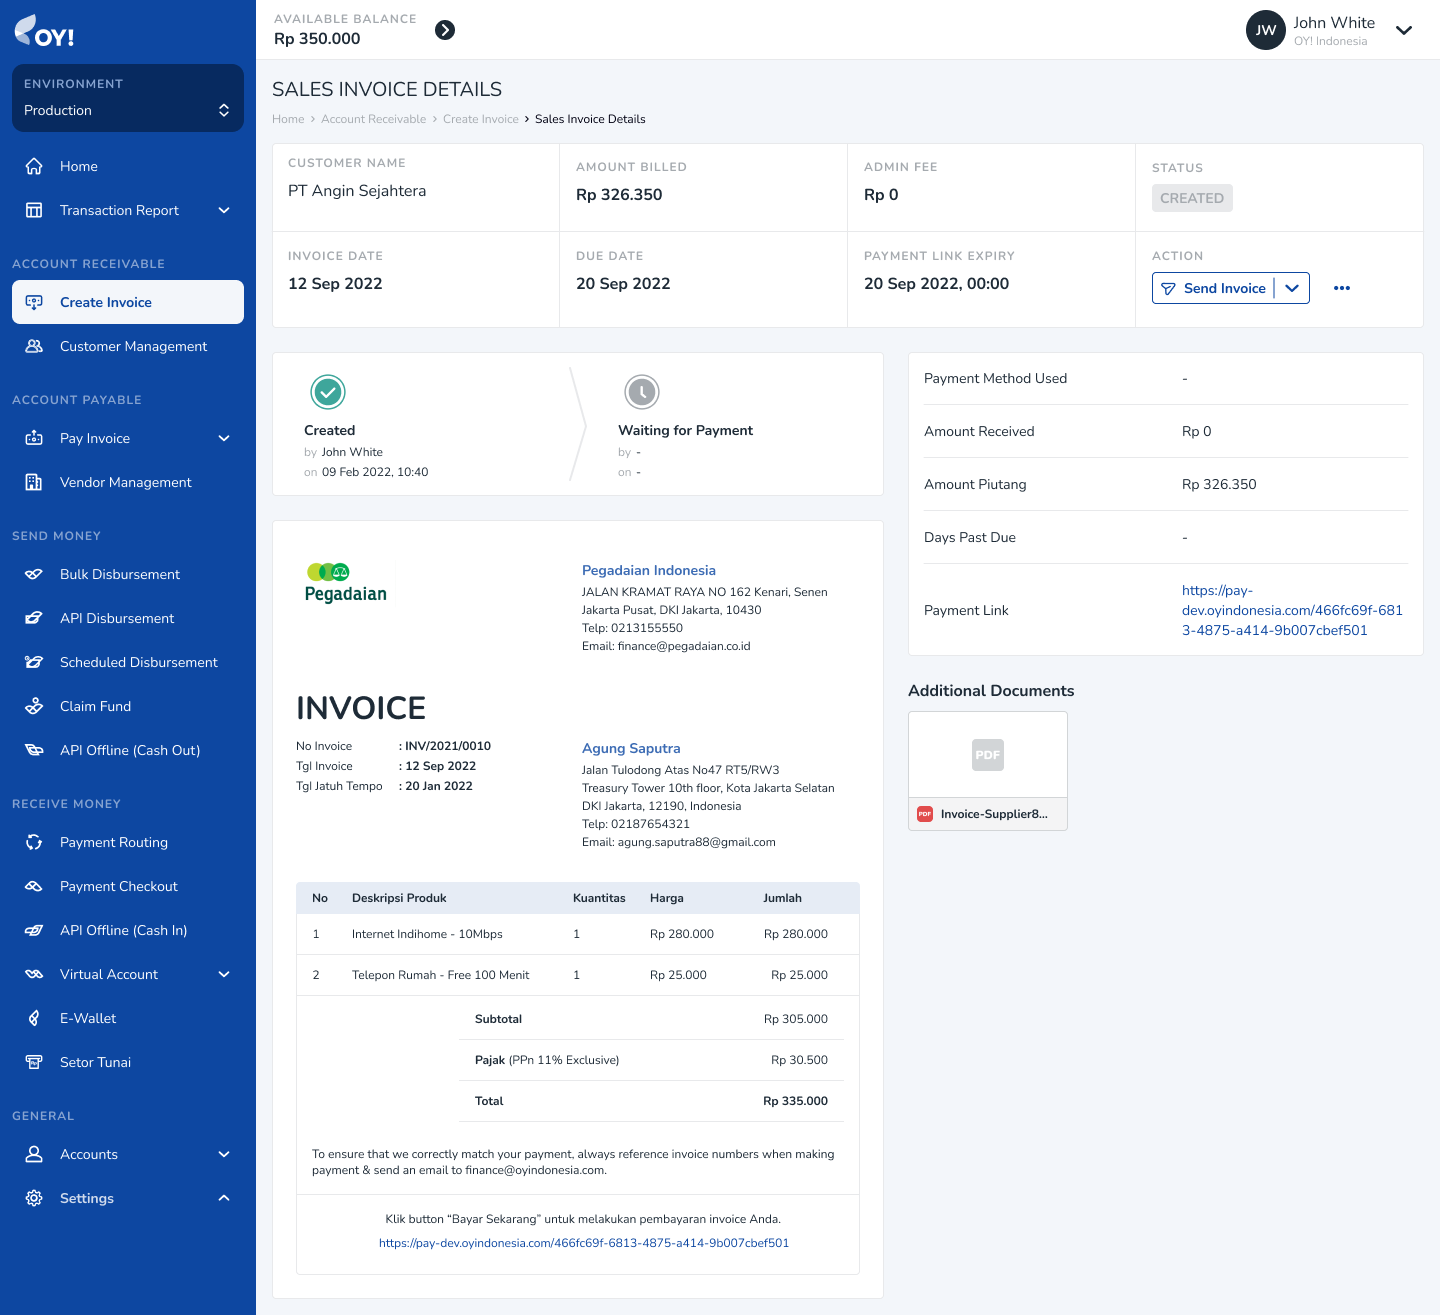 OY!
ENVIRONMENT
Production
Home
Transaction Report
ACCOUNT RECEIVABLE
Create Invoice
Customer Management
ACCOUNT PAYABLE
Pay Invoice
Vendor Management
SEND MONEY
Bulk Disbursement
API Disbursement
Scheduled Disbursement
Claim Fund
API Offline (Cash Out)
RECEIVE MONEY
Payment Routing
Payment Checkout
API Offline (Cash In)
Virtual Account
E-Wallet
Setor Tunai
GENERAL
Accounts
Settings
AVAILABLE BALANCE
Rp 350.000
JW
John White
OY! Indonesia
SALES INVOICE DETAILS
Home › Account Receivable › Create Invoice › Sales Invoice Details
CUSTOMER NAME
PT Angin Sejahtera
AMOUNT BILLED
Rp 326.350
ADMIN FEE
Rp 0
STATUS
CREATED
INVOICE DATE
12 Sep 2022
DUE DATE
20 Sep 2022
PAYMENT LINK EXPIRY
20 Sep 2022, 00:00
ACTION
Send Invoice
Created
by John White
on 09 Feb 2022, 10:40
Waiting for Payment
by -
on -
Pegadaian
Pegadaian Indonesia
JALAN KRAMAT RAYA NO 162 Kenari, Senen
Jakarta Pusat, DKI Jakarta, 10430
Telp: 0213155550
Email: finance@pegadaian.co.id
INVOICE
No Invoice : INV/2021/0010
Tgl Invoice : 12 Sep 2022
Tgl Jatuh Tempo : 20 Jan 2022
Agung Saputra
Jalan Tulodong Atas No47 RT5/RW3
Treasury Tower 10th floor, Kota Jakarta Selatan
DKI Jakarta, 12190, Indonesia
Telp: 02187654321
Email: agung.saputra88@gmail.com
No Deskripsi Produk Kuantitas Harga Jumlah
1 Internet Indihome - 10Mbps 1 Rp 280.000 Rp 280.000
2 Telepon Rumah - Free 100 Menit 1 Rp 25.000 Rp 25.000
Subtotal Rp 305.000
Pajak (PPn 11% Exclusive) Rp 30.500
Total Rp 335.000
To ensure that we correctly match your payment, always reference invoice numbers when making
payment & send an email to finance@oyindonesia.com.
Klik button “Bayar Sekarang” untuk melakukan pembayaran invoice Anda.
https://pay-dev.oyindonesia.com/466fc69f-6813-4875-a414-9b007cbef501
Payment Method Used -
Amount Received Rp 0
Amount Piutang Rp 326.350
Days Past Due -
Payment Link
https://pay-
dev.oyindonesia.com/466fc69f-681
3-4875-a414-9b007cbef501
Additional Documents
PDF
PDF Invoice-Supplier8...